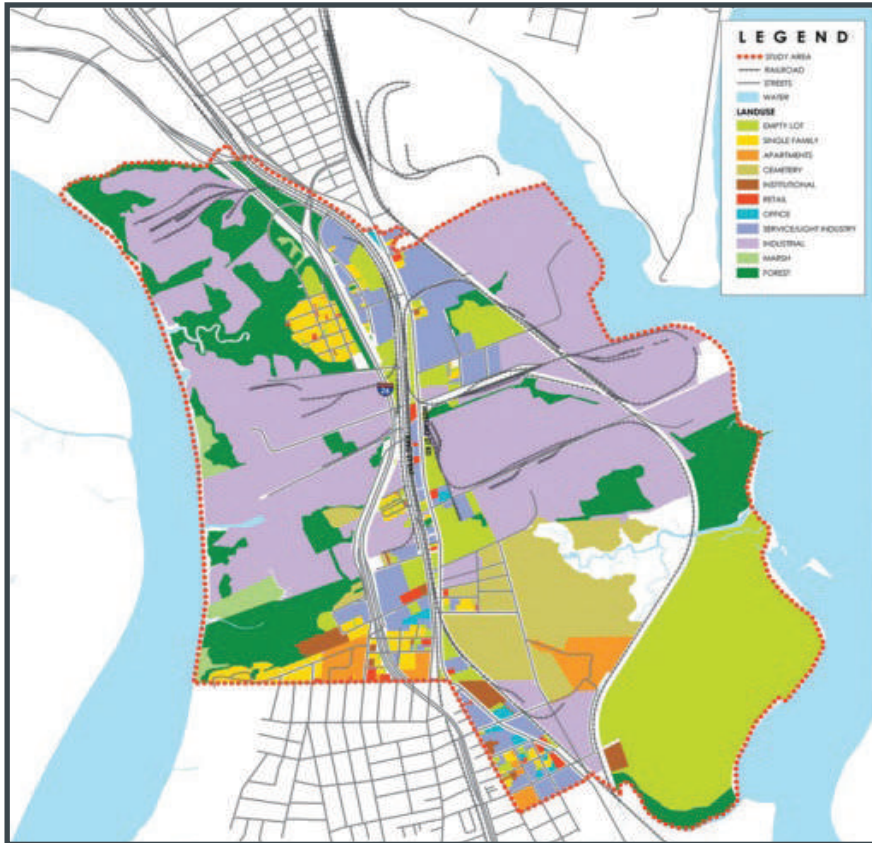 LEGEND
STUDY AREA
RAILROAD
STREETS
WATER
LANDUSE
EMPTY LOT
SINGLE FAMILY
APARTMENTS
CEMETERY
INSTITUTIONAL
RETAIL
OFFICE
SERVICE/LIGHT INDUSTRY
INDUSTRIAL
MARSH
FOREST
26